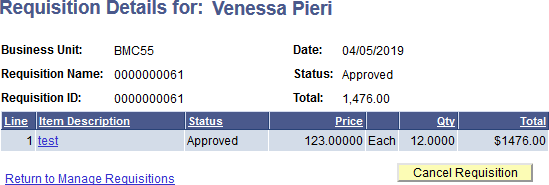 Requisition Details for: Venessa Pieri
Business Unit: BMC55 Date: 04/05/2019
Requisition Name: 0000000061 Status: Approved
Requisition ID: 0000000061 Total: 1,476.00
Line Item Description Status Price Qty Total
1 test Approved 123.00000 Each 12.0000 $1476.00
Return to Manage Requisitions Cancel Requisition